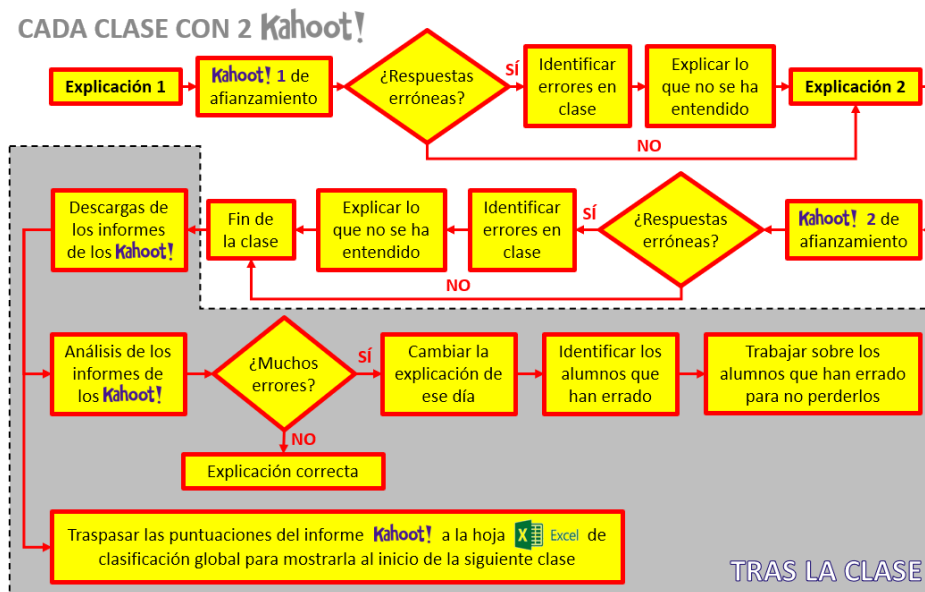 CADA CLASE CON 2 Kahoot!
Explicación 1
Kahoot! 1 de
afianzamiento
¿Respuestas
erróneas?
SÍ
Identificar
errores en
clase
Explicar lo
que no se ha
entendido
Explicación 2
NO
Kahoot! 2 de
afianzamiento
¿Respuestas
erróneas?
SÍ
Identificar
errores en
clase
Explicar lo
que no se ha
entendido
Fin de
la clase
NO
Descargas de
los informes
de los Kahoot!
Análisis de los
informes de
los Kahoot!
¿Muchos
errores?
SÍ
Cambiar la
explicación de
ese día
Identificar los
alumnos que
han errado
Trabajar sobre los
alumnos que han errado
para no perderlos
NO
Explicación correcta
Traspasar las puntuaciones del informe Kahoot! a la hoja Excel de
clasificación global para mostrarla al inicio de la siguiente clase
TRAS LA CLASE